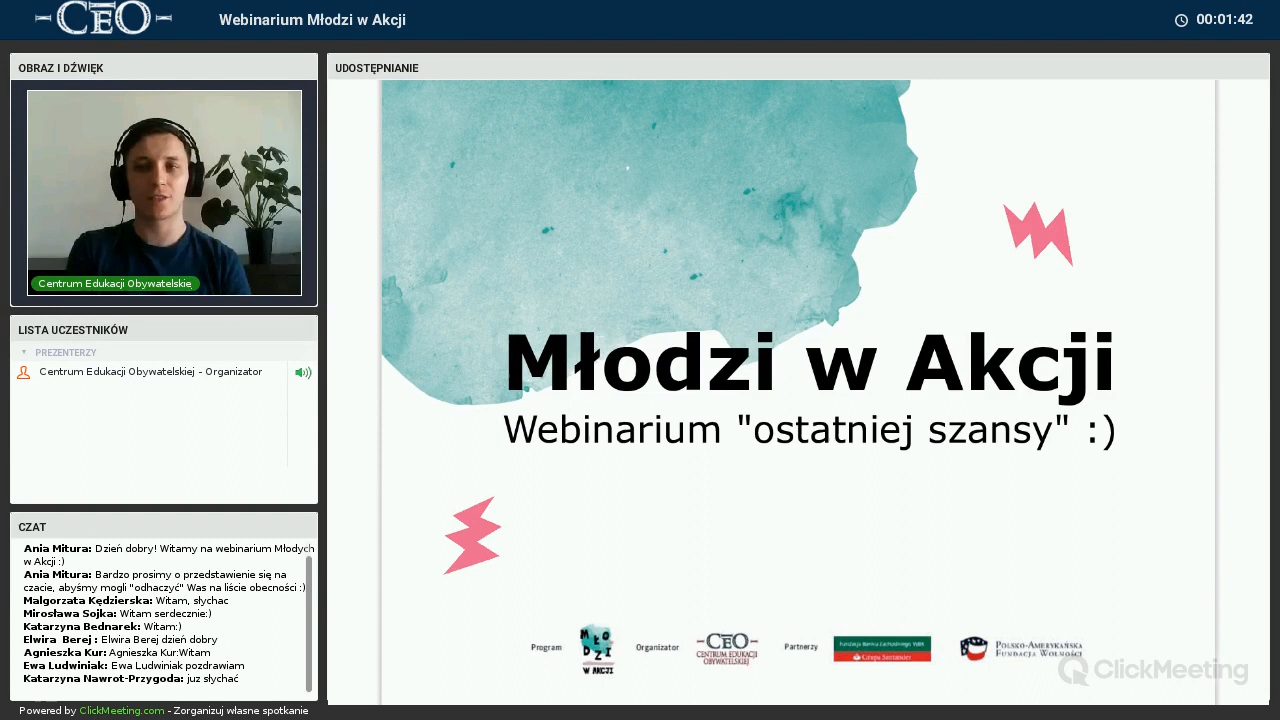 CEO
Webinarium Młodzi w Akcji
00:01:42
OBRAZ I DŹWIĘK
Centrum Edukacji Obywatelskie
LISTA UCZESTNIKÓW
PREZENTERZY
Centrum Edukacji Obywatelskiej - Organizator
CZAT
Ania Mitura: Dzień dobry! Witamy na webinarium Młodych
w Akcji :)
Ania Mitura: Bardzo prosimy o przedstawienie się na
czacie, abyśmy mogli "odhaczyć" Was na liście obecności :)
Malgorzata Kędzierska: Witam, słychac
Mirosława Sojka: Witam serdecznie:)
Katarzyna Bednarek: Witam:)
Elwira Berej : Elwira Berej dzień dobry
Agnieszka Kur: Agnieszka Kur
Ewa Ludwiniak: Ewa Ludwiniak pozdrawiam
Katarzyna Nawrot-Przygoda: juz słychać
Powered by ClickMeeting.com - Zorganizuj własne spotkanie
UDOSTĘPNIANIE
Młodzi w Akcji
Webinarium "ostatniej szansy" :)
Program
MŁO
DZI
W AKCJI
Organizator
CEO
CENTRUM EDUKACJI
OBYWATELSKIEJ
Partnerzy
Fundacja Banku Zachodniego WBK
Grupa Santander
POLSKO-AMERYKAŃSKA
FUNDACJA WOLNOŚCI
ClickMeeting